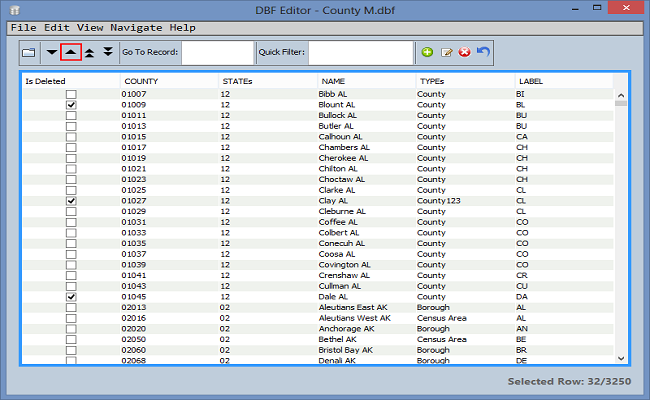 DBF Editor - County M.dbf
File Edit View Navigate Help
Go To Record: Quick Filter:
Is Deleted COUNTY STATEs NAME TYPEs LABEL
01007 12 Bibb AL County BI
01009 12 Blount AL County BL
01011 12 Bullock AL County BU
01013 12 Butler AL County BU
01015 12 Calhoun AL County CA
01017 12 Chambers AL County CH
01019 12 Cherokee AL County CH
01021 12 Chilton AL County CH
01023 12 Choctaw AL County CH
01025 12 Clarke AL County CL
01027 12 Clay AL County123 CL
01029 12 Cleburne AL County CL
01031 12 Coffee AL County CO
01033 12 Colbert AL County CO
01035 12 Conecuh AL County CO
01037 12 Coosa AL County CO
01039 12 Covington AL County CO
01041 12 Crenshaw AL County CR
01043 12 Cullman AL County CU
01045 12 Dale AL County DA
02013 02 Aleutians East AK Borough AL
02016 02 Aleutians West AK Census Area AL
02020 02 Anchorage AK Borough AN
02050 02 Bethel AK Census Area BE
02060 02 Bristol Bay AK Borough BR
02068 02 Denali AK Borough DE
Selected Row: 32/3250